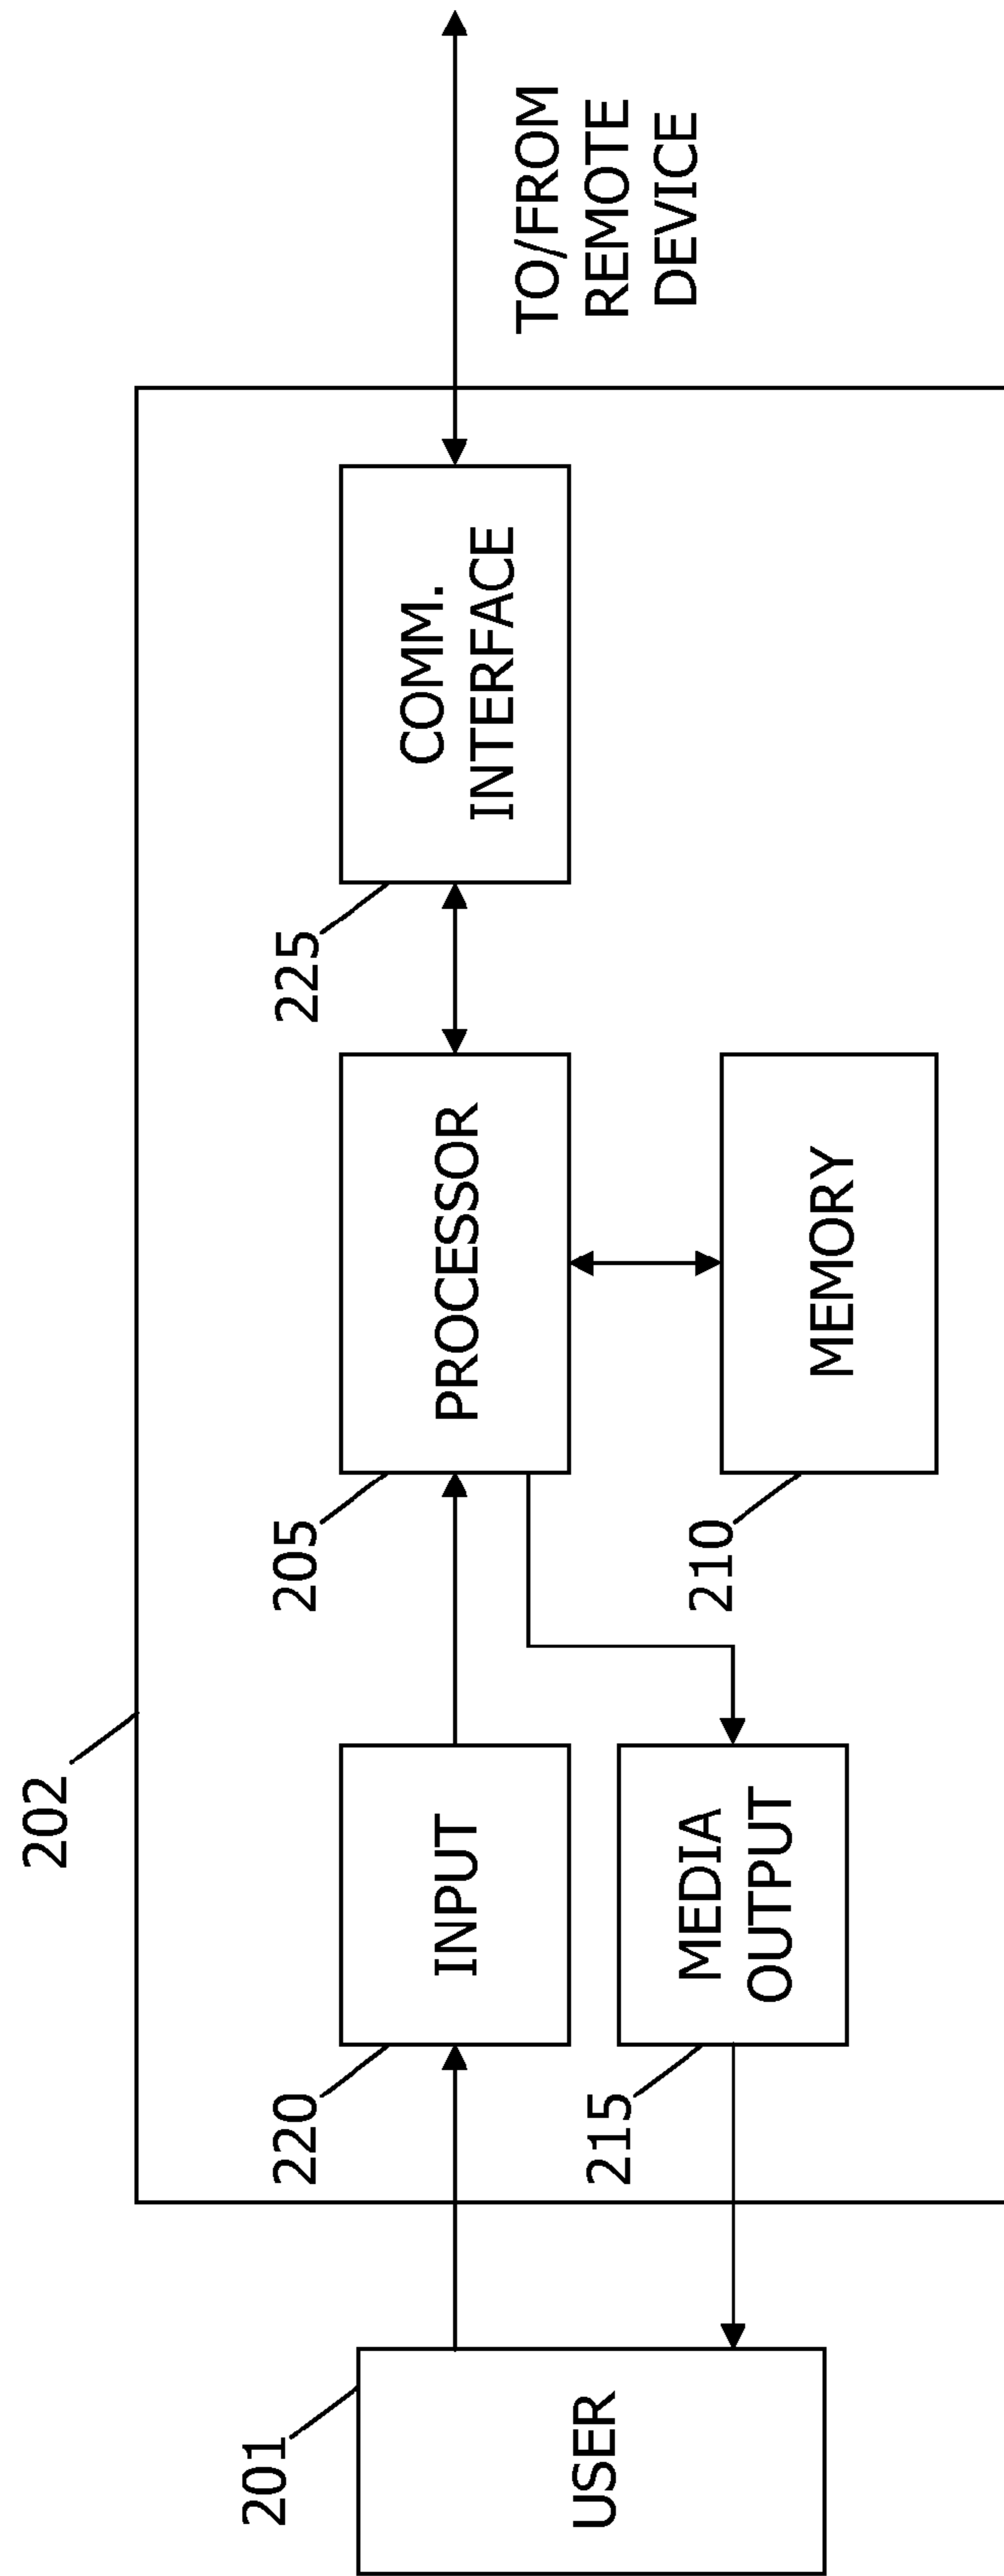 202
201
USER
220
INPUT
215
MEDIA
OUTPUT
205
PROCESSOR
210
MEMORY
225
COMM.
INTERFACE
TO/FROM
REMOTE
DEVICE